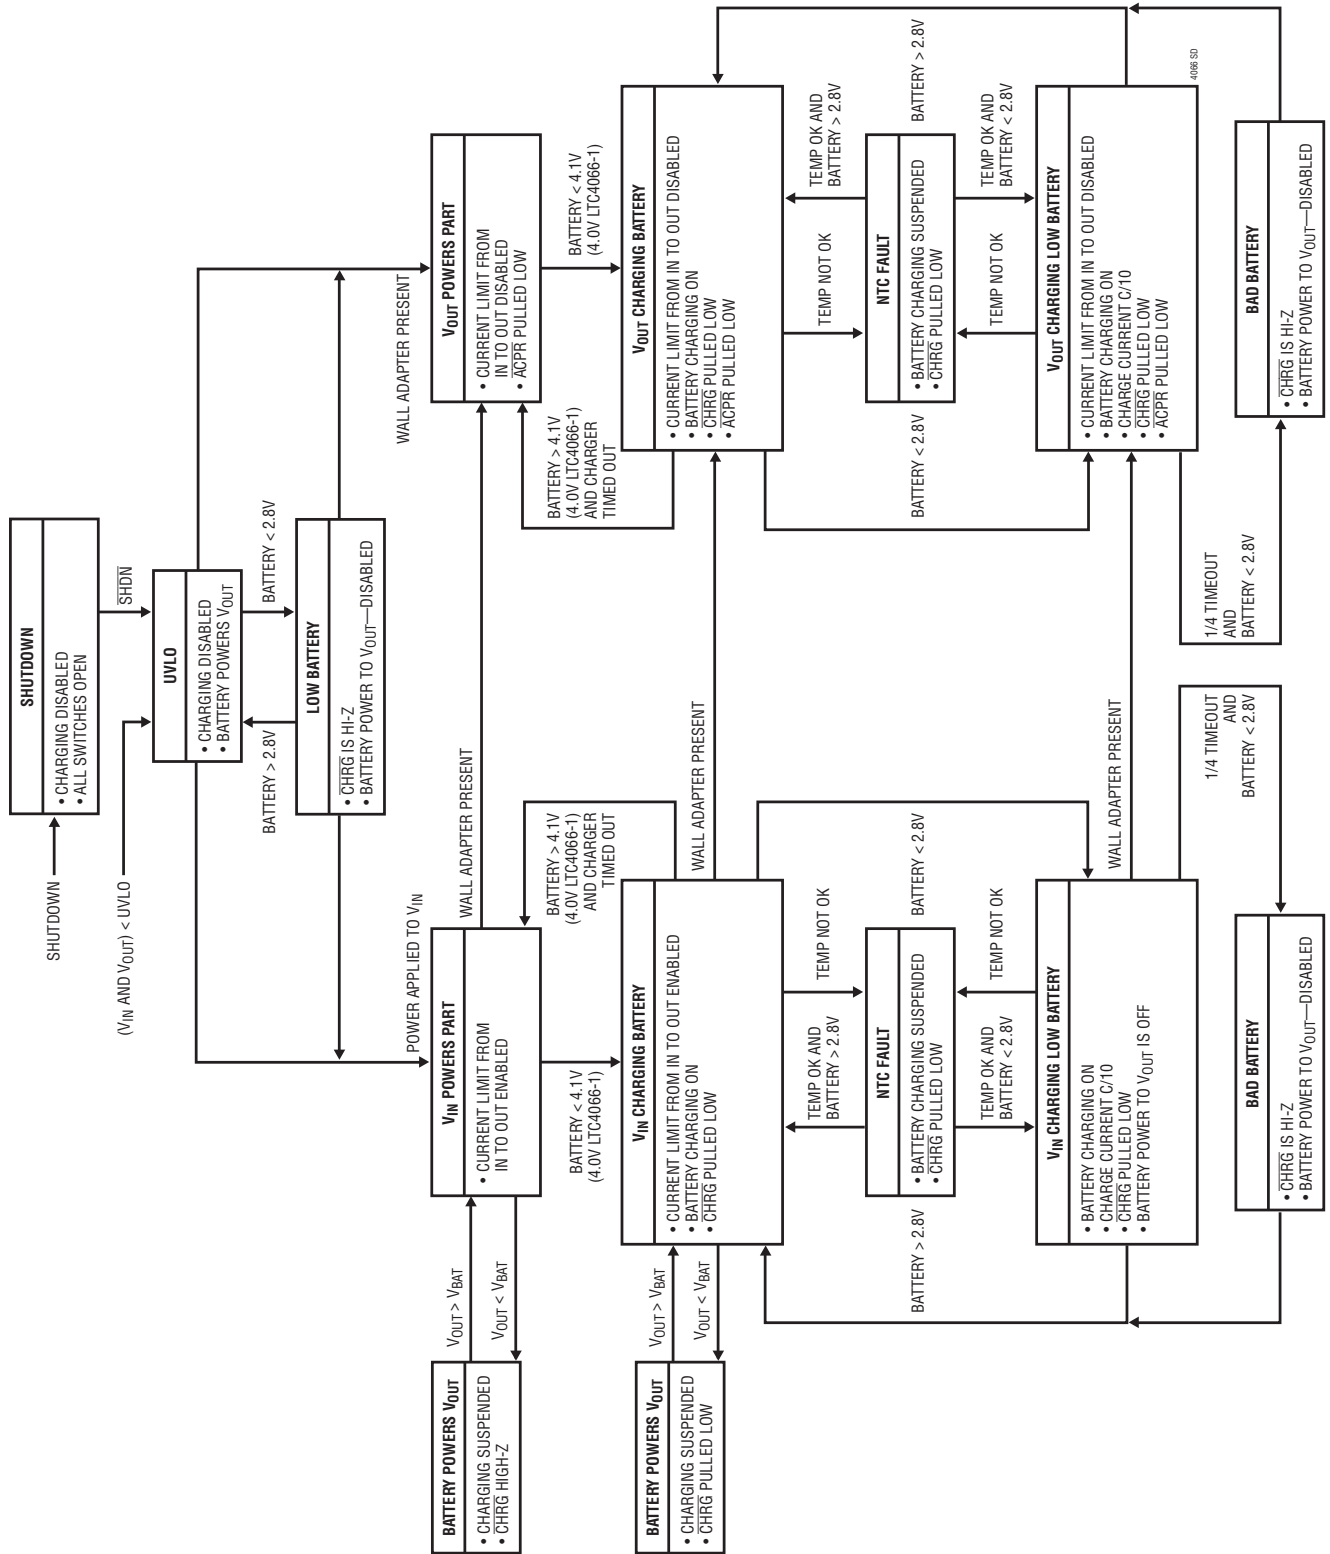 SHUTDOWN
SHUTDOWN
• CHARGING DISABLED
• ALL SWITCHES OPEN
(VIN AND VOUT) < UVLO
SHDN
UVLO
• CHARGING DISABLED
• BATTERY POWERS VOUT
BATTERY > 2.8V
BATTERY < 2.8V
LOW BATTERY
• CHRG IS HI-Z
• BATTERY POWER TO VOUT—DISABLED
POWER APPLIED TO VIN
WALL ADAPTER PRESENT
BATTERY POWERS VOUT
• CHARGING SUSPENDED
• CHRG HIGH-Z
VOUT > VBAT
VOUT < VBAT
VIN POWERS PART
• CURRENT LIMIT FROM
IN TO OUT ENABLED
WALL ADAPTER PRESENT
VOUT POWERS PART
• CURRENT LIMIT FROM
IN TO OUT DISABLED
• ACPR PULLED LOW
BATTERY < 4.1V
(4.0V LTC4066-1)
BATTERY > 4.1V
(4.0V LTC4066-1)
AND CHARGER
TIMED OUT
BATTERY > 4.1V
(4.0V LTC4066-1)
AND CHARGER
TIMED OUT
BATTERY < 4.1V
(4.0V LTC4066-1)
BATTERY POWERS VOUT
• CHARGING SUSPENDED
• CHRG PULLED LOW
VOUT > VBAT
VOUT < VBAT
VIN CHARGING BATTERY
• CURRENT LIMIT FROM IN TO OUT ENABLED
• BATTERY CHARGING ON
• CHRG PULLED LOW
WALL ADAPTER PRESENT
VOUT CHARGING BATTERY
• CURRENT LIMIT FROM IN TO OUT DISABLED
• BATTERY CHARGING ON
• CHRG PULLED LOW
• ACPR PULLED LOW
TEMP OK AND
BATTERY > 2.8V
TEMP NOT OK
TEMP NOT OK
TEMP OK AND
BATTERY > 2.8V
BATTERY > 2.8V
NTC FAULT
• BATTERY CHARGING SUSPENDED
• CHRG PULLED LOW
BATTERY < 2.8V
BATTERY < 2.8V
NTC FAULT
• BATTERY CHARGING SUSPENDED
• CHRG PULLED LOW
BATTERY > 2.8V
TEMP OK AND
BATTERY < 2.8V
TEMP NOT OK
TEMP NOT OK
TEMP OK AND
BATTERY < 2.8V
VIN CHARGING LOW BATTERY
• BATTERY CHARGING ON
• CHARGE CURRENT C/10
• CHRG PULLED LOW
• BATTERY POWER TO VOUT IS OFF
WALL ADAPTER PRESENT
VOUT CHARGING LOW BATTERY
• CURRENT LIMIT FROM IN TO OUT DISABLED
• BATTERY CHARGING ON
• CHARGE CURRENT C/10
• CHRG PULLED LOW
• ACPR PULLED LOW
4066 SD
1/4 TIMEOUT
AND
BATTERY < 2.8V
1/4 TIMEOUT
AND
BATTERY < 2.8V
BAD BATTERY
• CHRG IS HI-Z
• BATTERY POWER TO VOUT—DISABLED
BAD BATTERY
• CHRG IS HI-Z
• BATTERY POWER TO VOUT—DISABLED